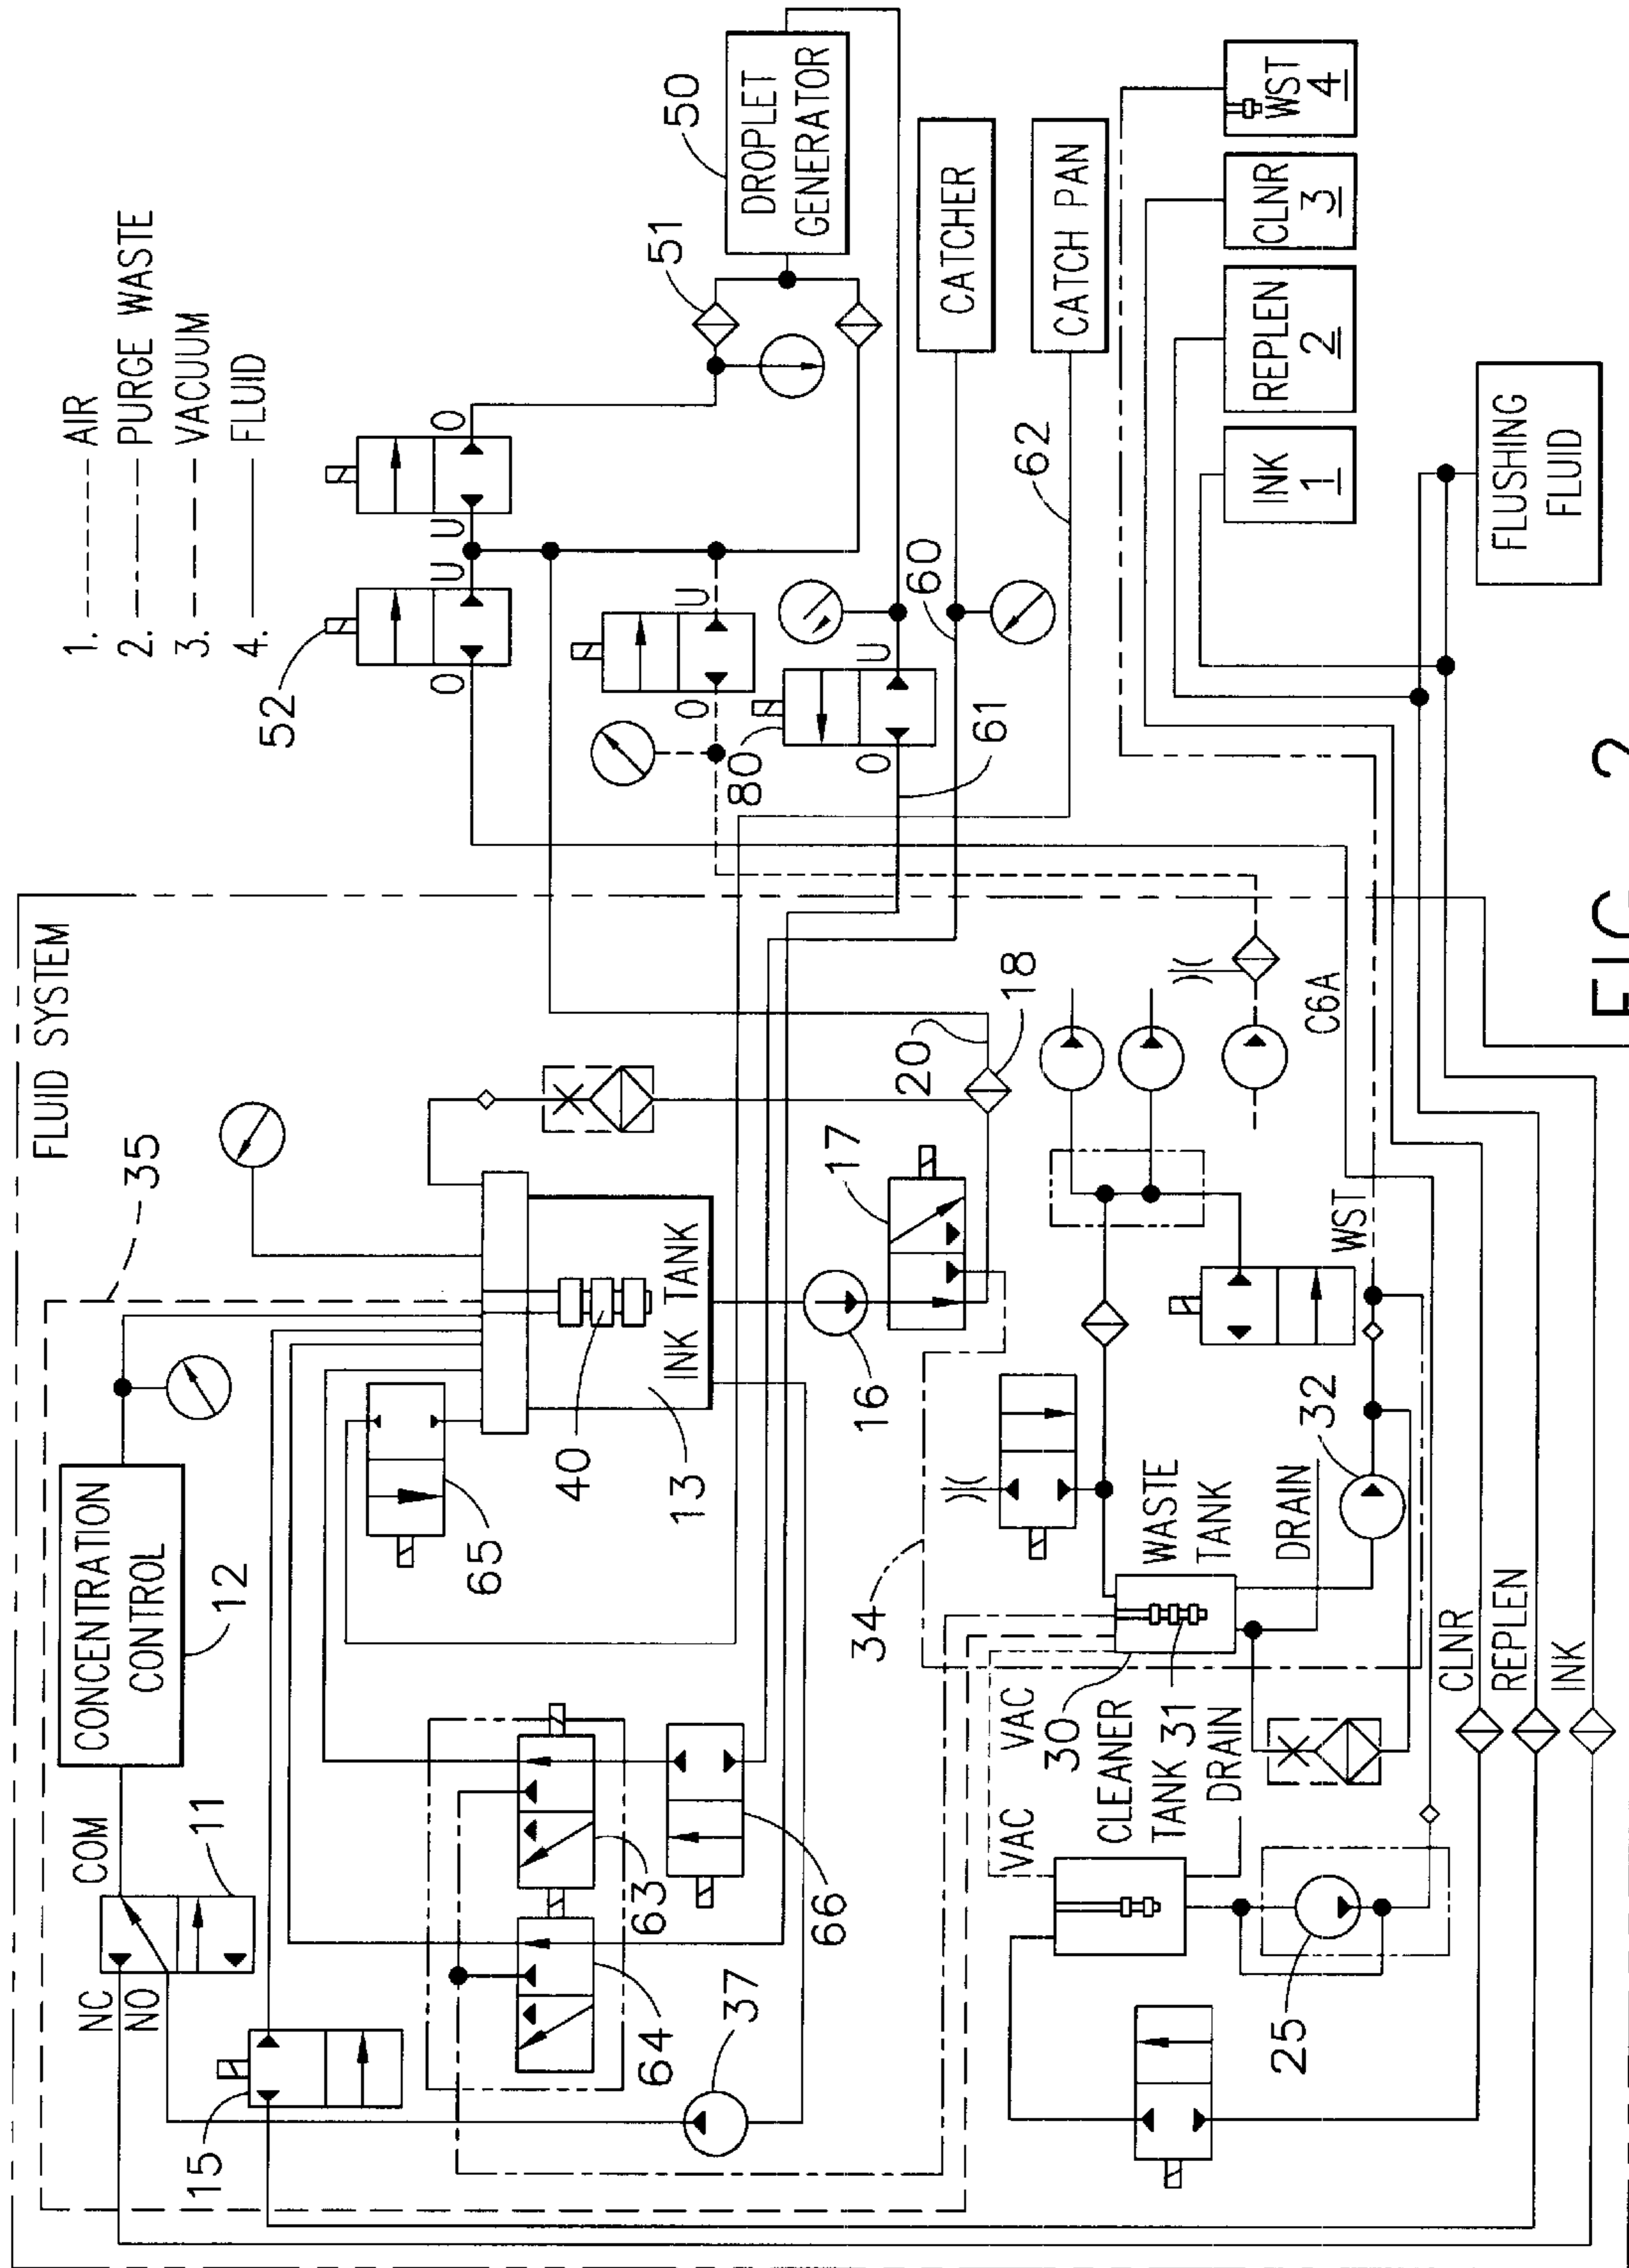 1. AIR
2. PURGE WASTE
3. VACUUM
4. FLUID
FLUID SYSTEM
35
CONCENTRATION
CONTROL
12
COM
11
NC
NO
15
65
40
13
INK TANK
16
17
18
20
63
64
66
37
52
51
50
DROPLET
GENERATOR
CATCHER
CATCH PAN
80
60
61
62
U
O
U
O
U
O
U
O
34
WASTE
TANK
DRAIN
32
WST
C6A
VAC
VAC
30
CLEANER
TANK 31
DRAIN
25
CLNR
REPLEN
INK
INK
1
REPLEN
2
CLNR
3
WST
4
FLUSHING
FLUID